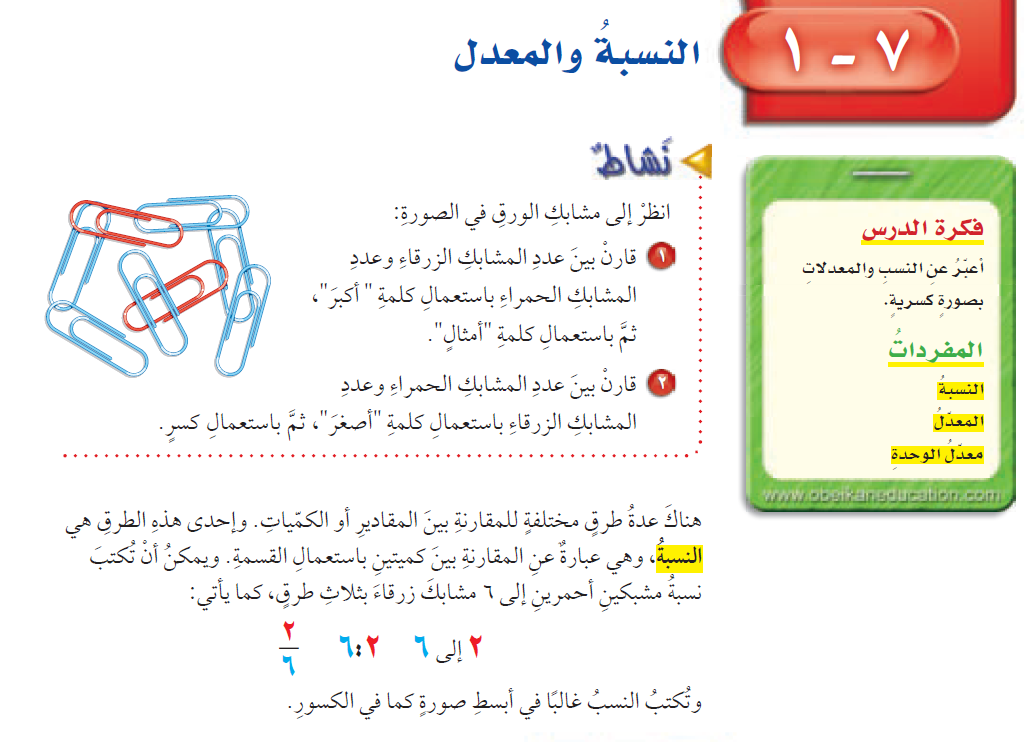 ٧ - ١
النسبةُ والمعدل
فكرة الدرس
أعبّرُ عنِ النسبِ والمعدلاتِ
بصورةٍ كسريةٍ.
المفرداتُ
النسبةُ
المعدّلُ
معدّلُ الوحدةِ
www.obeikaneducation.com
نَشاطٌ
انظرْ إلى مشابكِ الورقِ في الصورةِ:
١ قارنْ بينَ عددِ المشابكِ الزرقاءِ وعددِ
المشابكِ الحمراءِ باستعمالِ كلمةِ " أكبرَ"،
ثمَّ باستعمالِ كلمةِ "أمثالٍ".
٢ قارنْ بينَ عددِ المشابكِ الحمراءِ وعددِ
المشابكِ الزرقاءِ باستعمالِ كلمةِ "أصغرَ"، ثمَّ باستعمالِ كسرٍ.
هناكَ عدةُ طرقٍ مختلفةٍ للمقارنةِ بينَ المقاديرِ أو الكمّياتِ. وإحدى هذهِ الطرقِ هي
النسبةُ، وهي عبارةٌ عنِ المقارنةِ بينَ كميتينِ باستعمالِ القسمةِ. ويمكنُ أنْ تُكتبَ
نسبةُ مشبكينِ أحمرينِ إلى ٦ مشابكَ زرقاءَ بثلاثِ طرقٍ، كما يأتي:
٢ إلى ٦ ٢:٦ ٢/٦
وتُكتبُ النسبُ غالبًا في أبسطِ صورةٍ كما في الكسورِ.